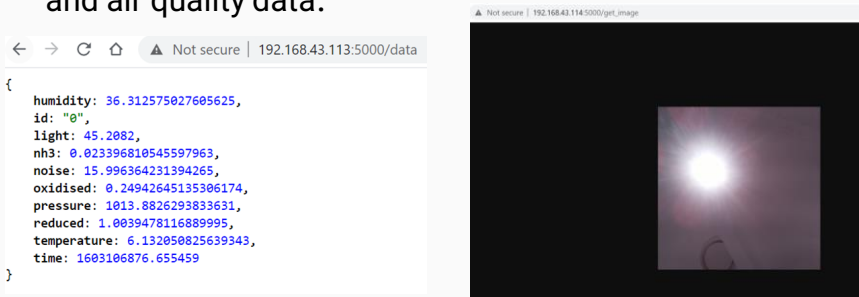 and air quality data.
Not secure | 192.168.43.113:5000/data
{
humidity: 36.312575027605625,
id: "0",
light: 45.2082,
nh3: 0.023396810545597963,
noise: 15.996364231394265,
oxidised: 0.24942645135306174,
pressure: 1013.8826293833631,
reduced: 1.0039478116889995,
temperature: 6.132050825639343,
time: 1603106876.655459
}
Not secure | 192.168.43.114:5000/get_image